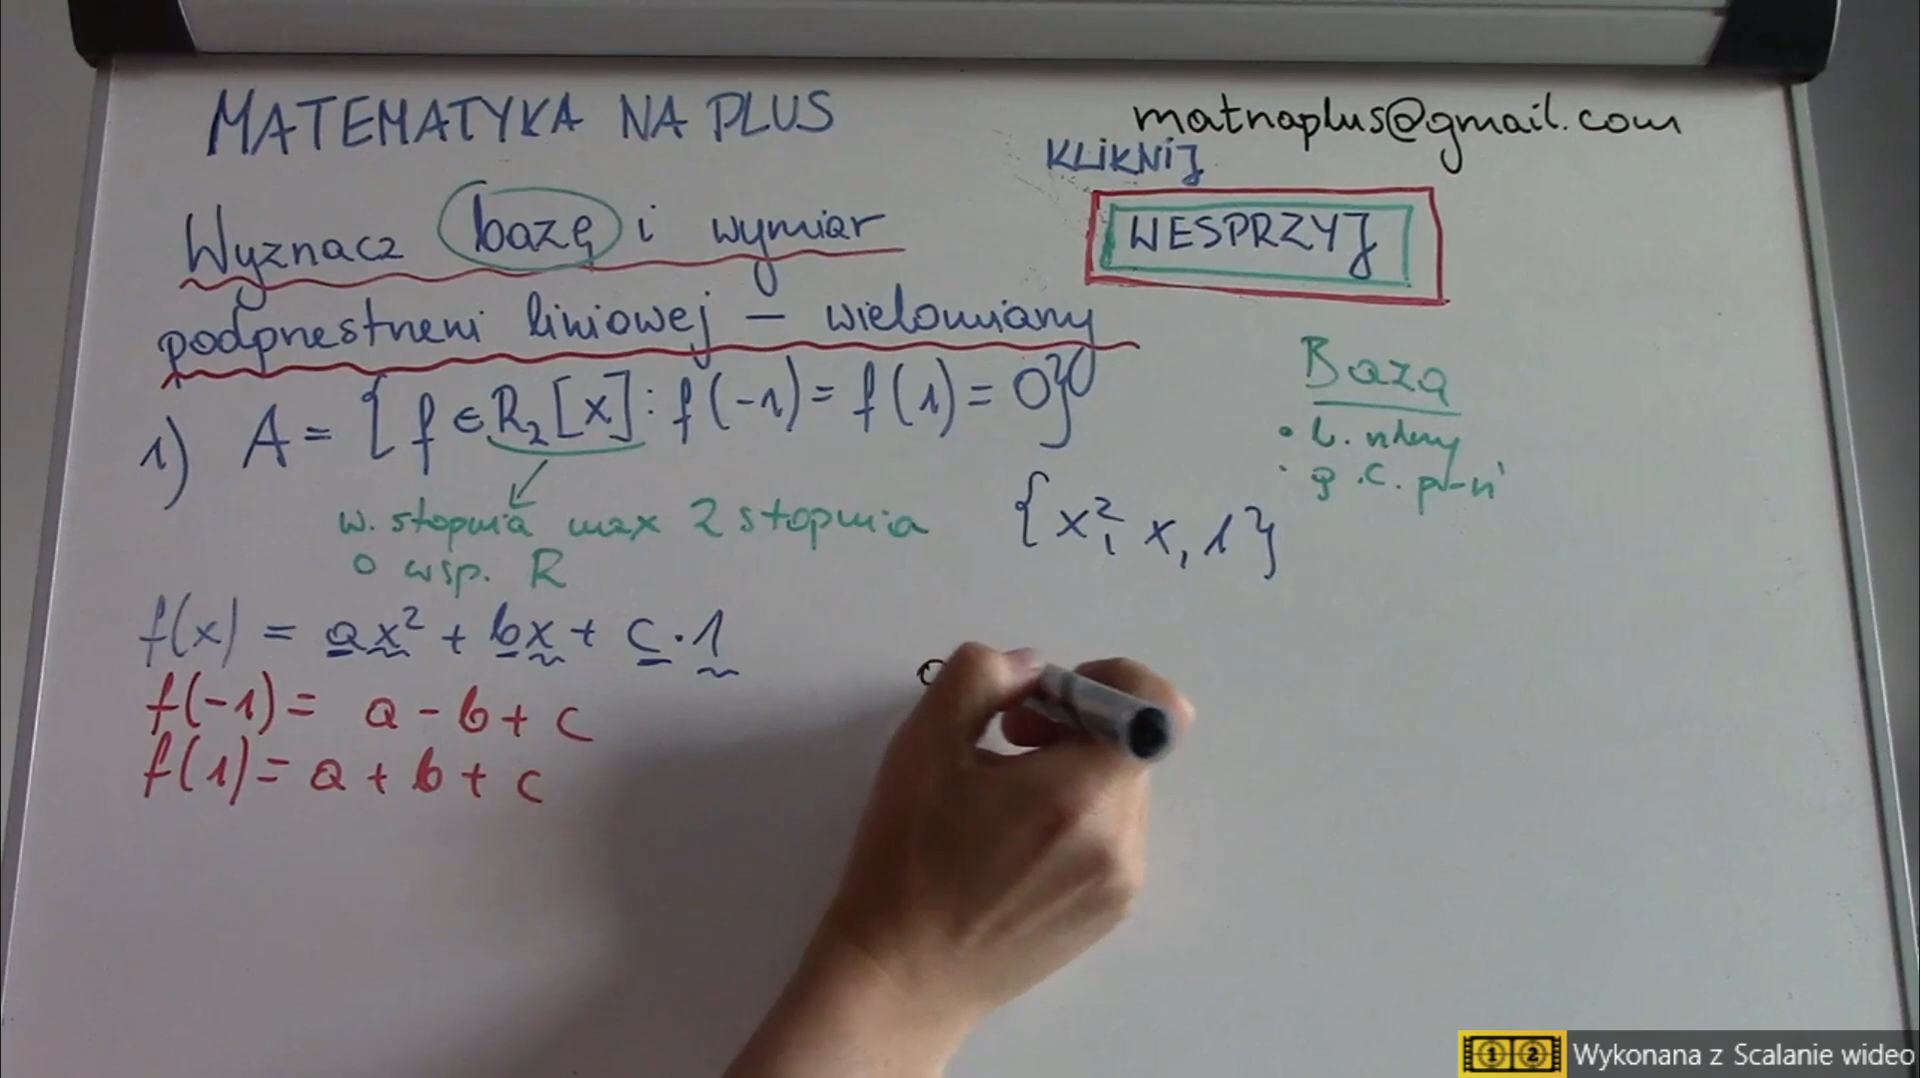 MATEMATYKA NA PLUS
matnaplus@gmail.com
KLIKNIJ
WESPRZYJ
Wyznacz bazę i wymiar
podprzestrzeni liniowej – wielomiany
1) A = { f ∈ R₂[x] : f(-1) = f(1) = 0}
w. stopnia max 2 stopnia
o wsp. R
Baza
{x², x, 1}
f(x) = ax² + bx + c·1
f(-1) = a - b + c
f(1) = a + b + c
Wykonana z Scalanie wideo